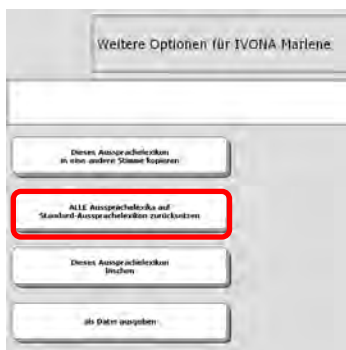 Weitere Optionen für IVONA Marlene
Dieses Aussprachelexikon
in eine andere Stimme kopieren
ALLE Aussprachelexika auf
Standard-Aussprachelexikon zurücksetzen
Dieses Aussprachelexikon
löschen
als Datei ausgeben